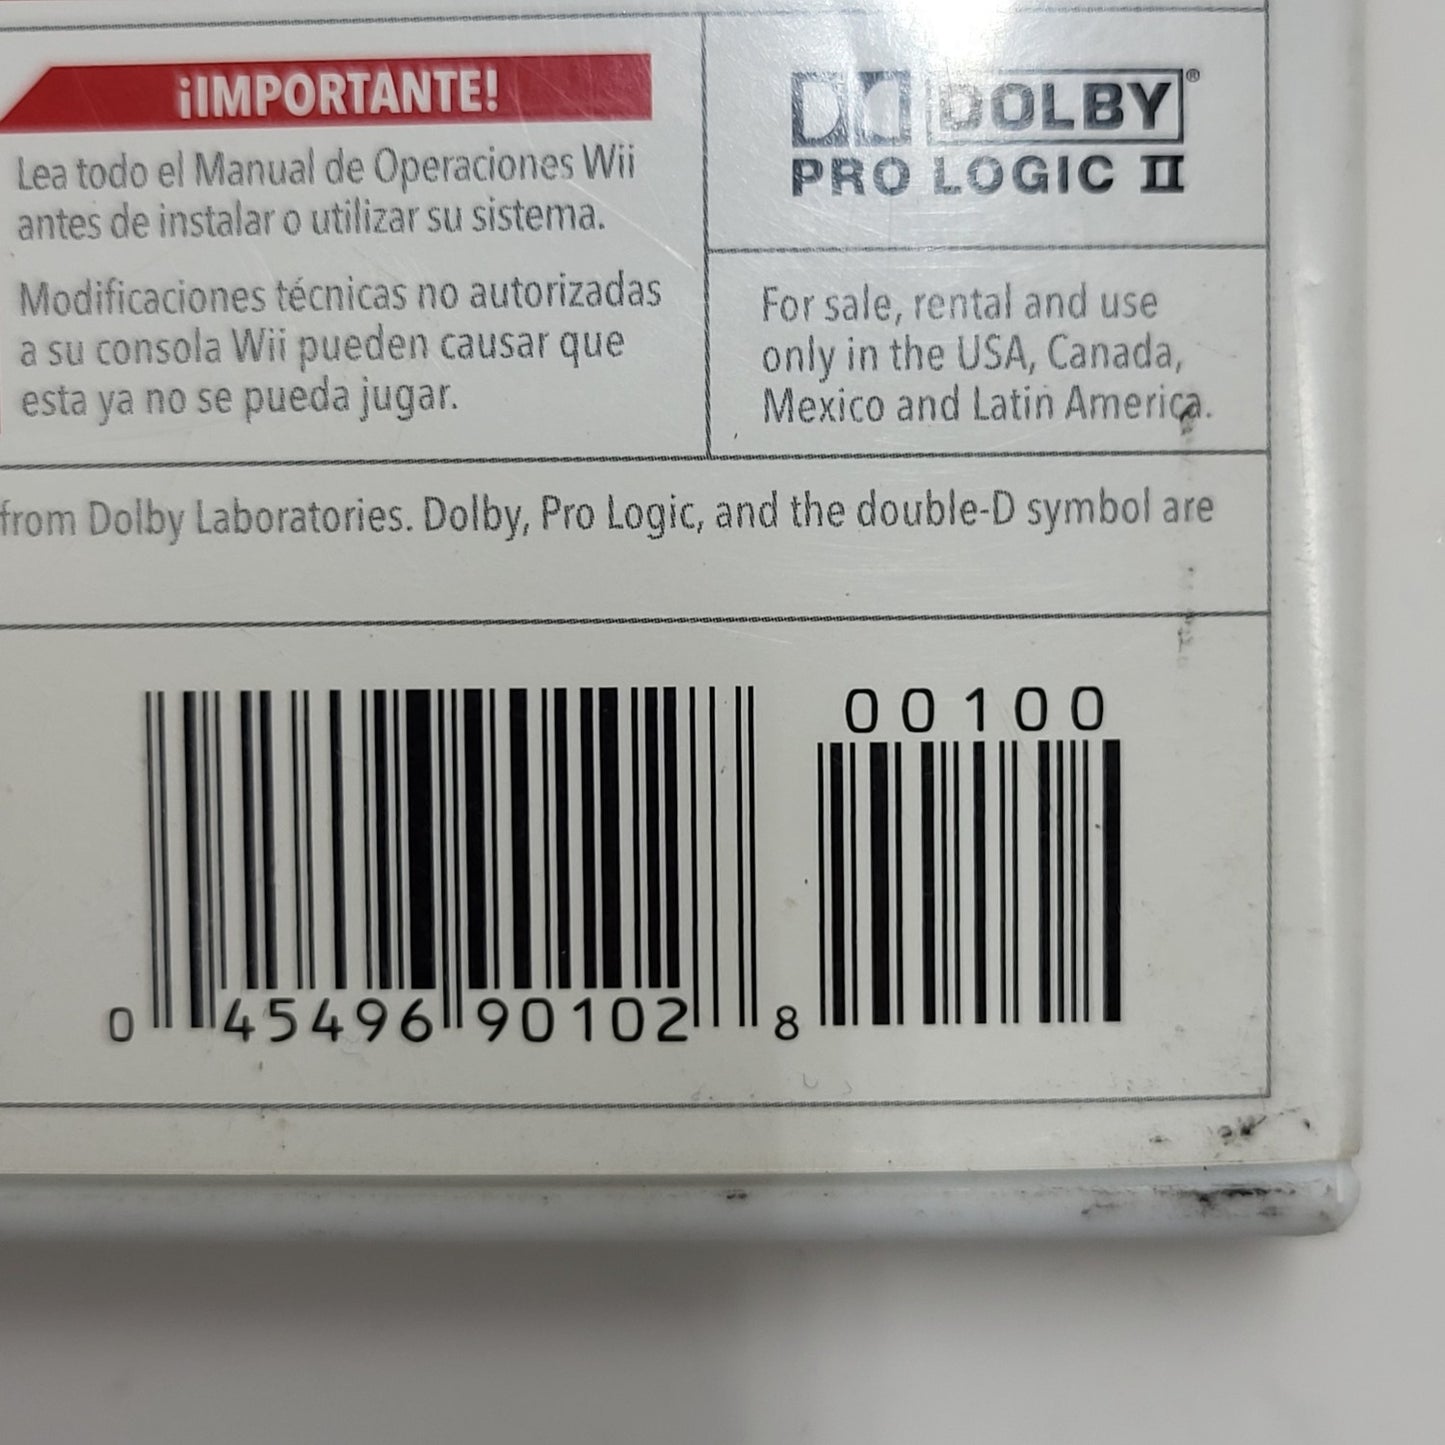 ¡IMPORTANTE!
Lea todo el Manual de Operaciones Wii
antes de instalar o utilizar su sistema.
Modificaciones técnicas no autorizadas
a su consola Wii pueden causar que
esta ya no se pueda jugar.
DOLBY®
PRO LOGIC II
For sale, rental and use
only in the USA, Canada,
Mexico and Latin America.
from Dolby Laboratories. Dolby, Pro Logic, and the double-D symbol are
00100
0 45496 90102 8